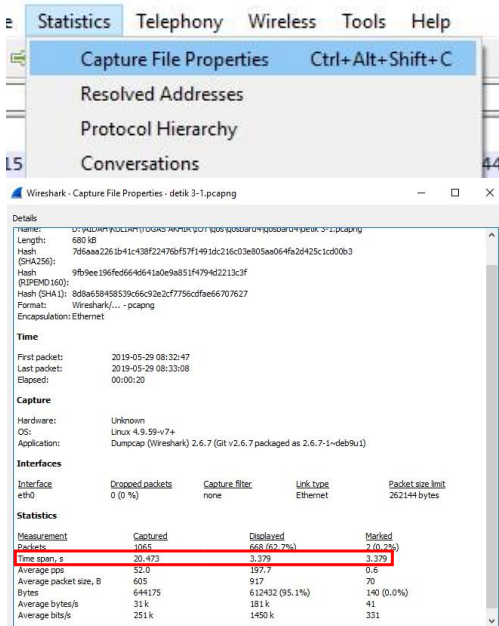 Statistics Telephony Wireless Tools Help
Capture File Properties Ctrl+Alt+Shift+C
Resolved Addresses
Protocol Hierarchy
15 Conversations 44
Wireshark · Capture File Properties · detik 3-1.pcapng
Details
Name:
Length: 680 kB
Hash (SHA256): 7d6aaa2261b41c438f22476bf57f1491dc216c03e805aa064fa2d425c1cd00b3
Hash (RIPEMD160): 9fb9ee196fed664d641a0e9a851f4794d2213c3f
Hash (SHA1): 8d8a658458539c66c92e2cf7756cdfae66707627
Format: Wireshark/... - pcapng
Encapsulation: Ethernet
Time
First packet: 2019-05-29 08:32:47
Last packet: 2019-05-29 08:33:08
Elapsed: 00:00:20
Capture
Hardware: Unknown
OS: Linux 4.9.59-v7+
Application: Dumpcap (Wireshark) 2.6.7 (Git v2.6.7 packaged as 2.6.7-1~deb9u1)
Interfaces
Interface Dropped packets Capture filter Link type Packet size limit
eth0 0 (0 %) none Ethernet 262144 bytes
Statistics
Measurement Captured Displayed Marked
Packets 1065 668 (62.7%) 2 (0.2%)
Time span, s 20.473 3.379 3.379
Average pps 52.0 197.7 0.6
Average packet size, B 605 917 70
Bytes 644175 612432 (95.1%) 140 (0.0%)
Average bytes/s 31 k 181 k 41
Average bits/s 251 k 1450 k 331